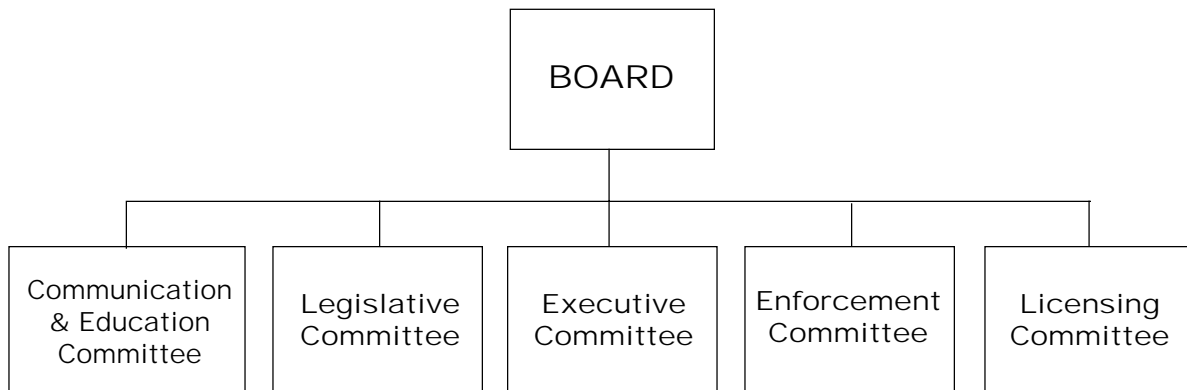 BOARD
Communication
& Education
Committee
Legislative
Committee
Executive
Committee
Enforcement
Committee
Licensing
Committee